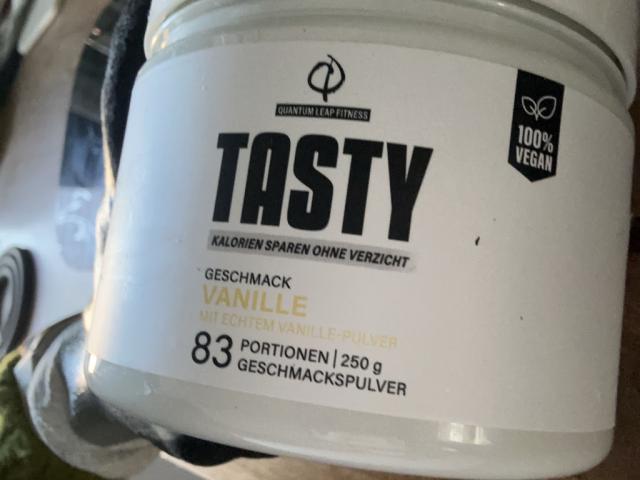 QUANTUM LEAP FITNESS
TASTY
KALORIEN SPAREN OHNE VERZICHT
GESCHMACK
VANILLE
MIT ECHTEM VANILLE-PULVER
83 PORTIONEN | 250 g
GESCHMACKSPULVER
100%
VEGAN